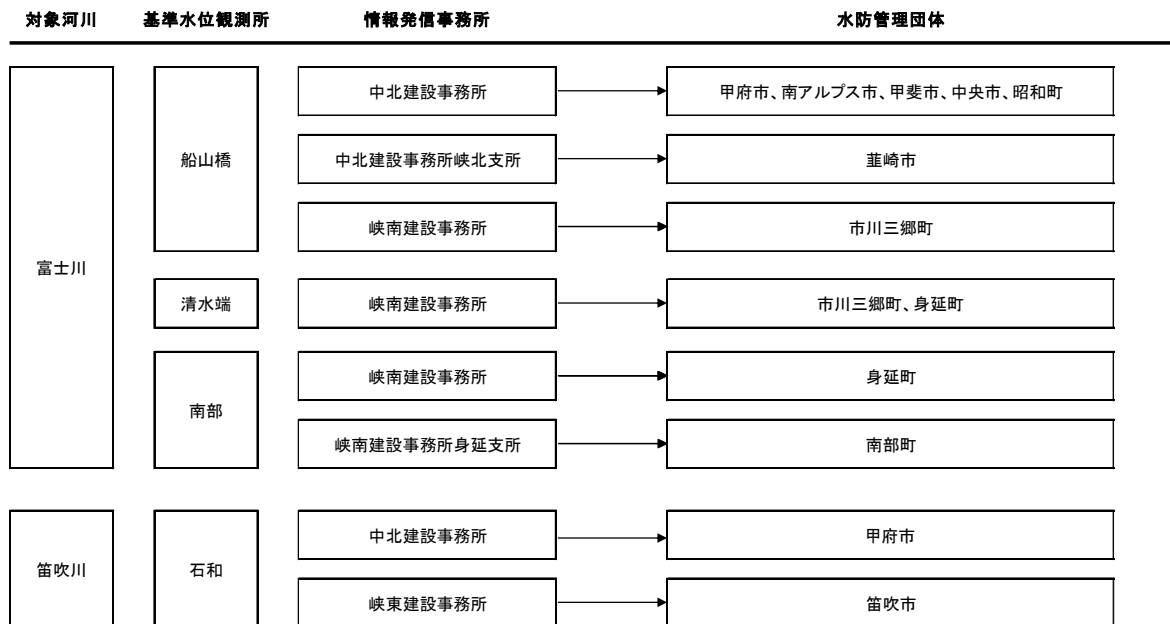 対象河川 基準水位観測所 情報発信事務所 水防管理団体
富士川
船山橋
中北建設事務所 甲府市、南アルプス市、甲斐市、中央市、昭和町
中北建設事務所峡北支所 韮崎市
峡南建設事務所 市川三郷町
清水端
峡南建設事務所 市川三郷町、身延町
南部
峡南建設事務所 身延町
峡南建設事務所身延支所 南部町
笛吹川
石和
中北建設事務所 甲府市
峡東建設事務所 笛吹市